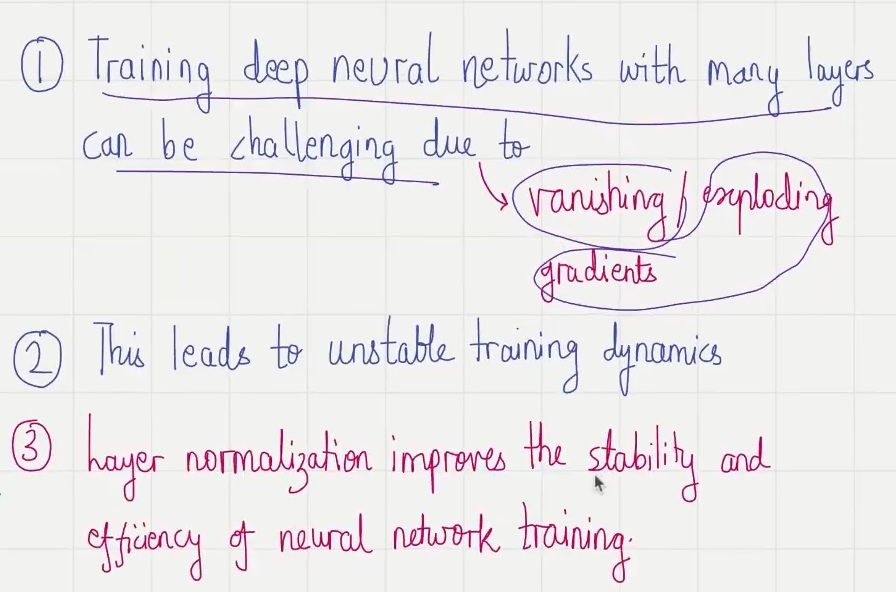 ① Training deep neural networks with many layers
can be challenging due to
vanishing / exploding
gradients
② This leads to unstable training dynamics
③ Layer normalization improves the stability and
efficiency of neural network training.